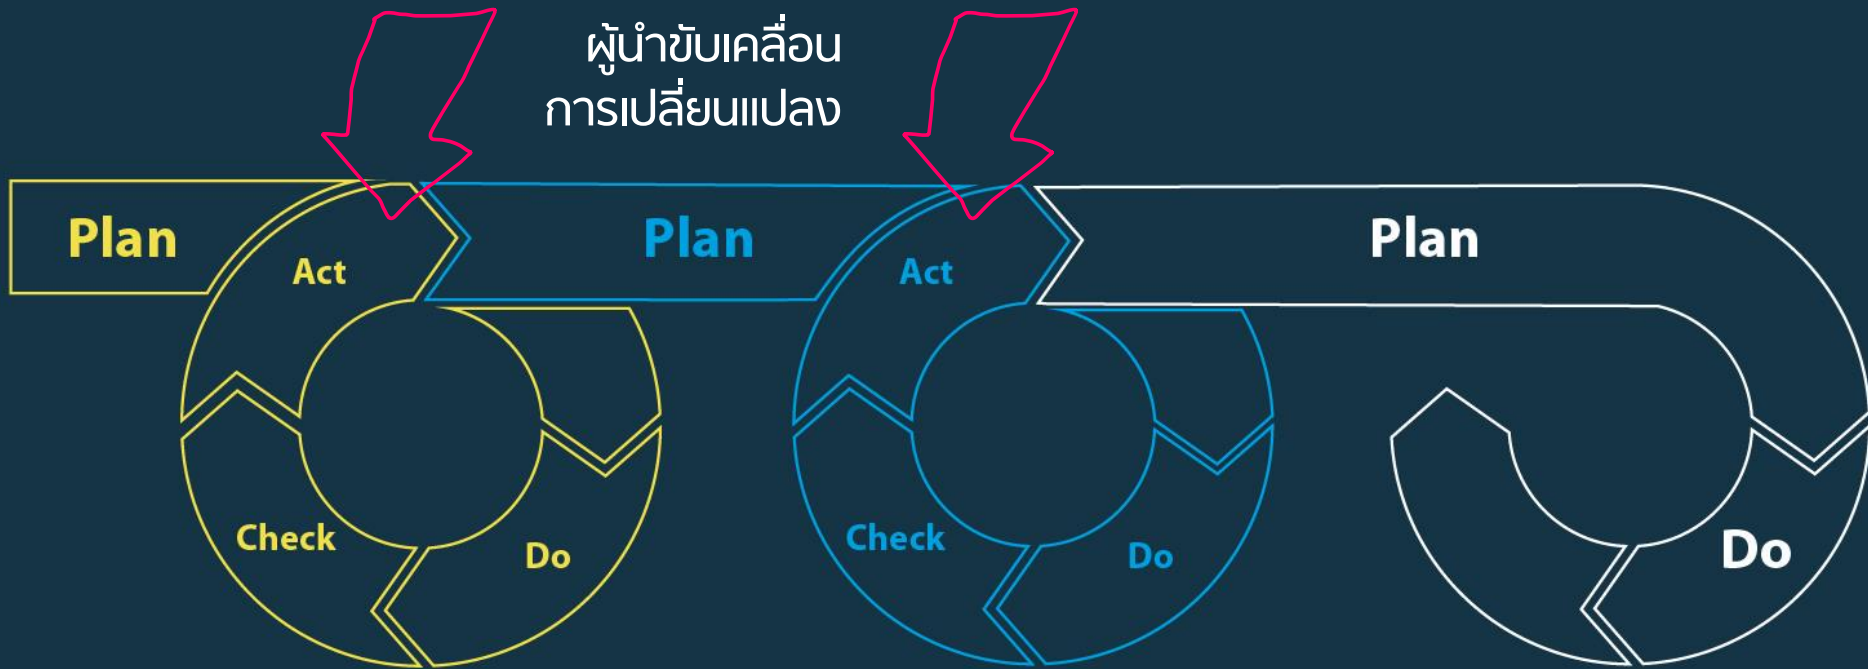 ผู้นำขับเคลื่อน
การเปลี่ยนแปลง
Plan
Plan
Plan
Act
Act
Check
Do
Check
Do
Do